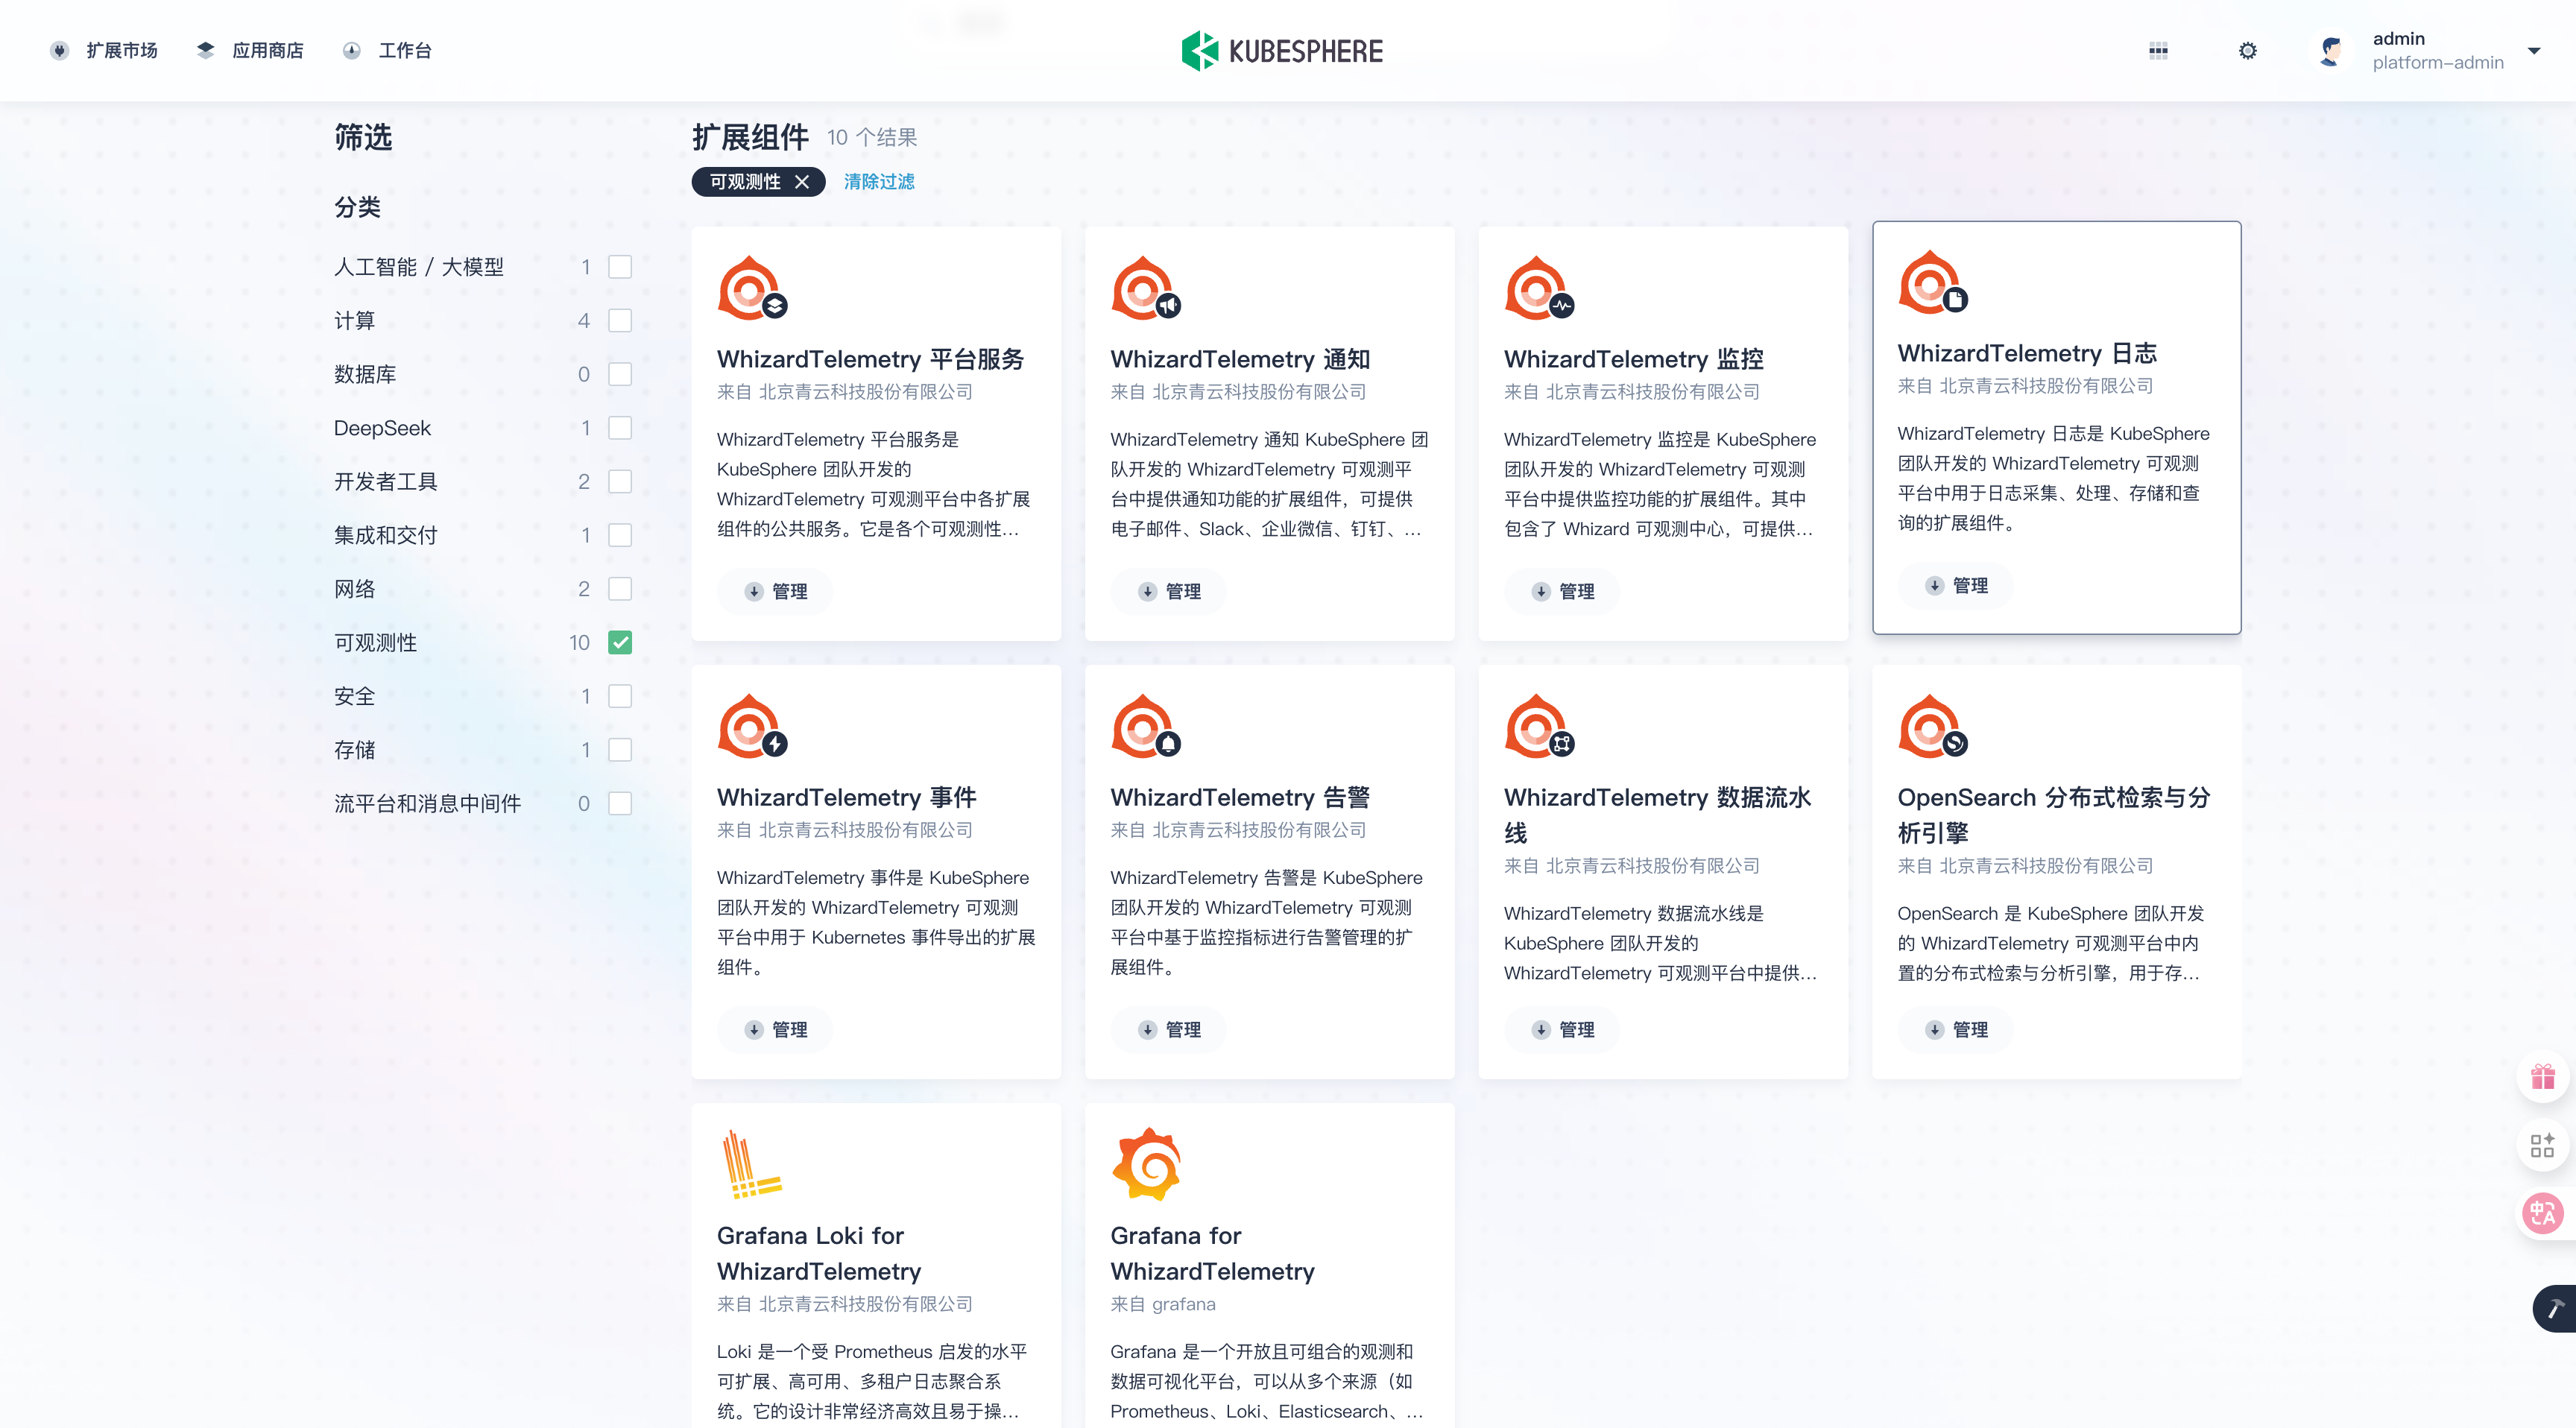 扩展市场
应用商店
工作台
KUBESPHERE
admin
platform-admin
筛选
分类
人工智能 / 大模型 1
计算 4
数据库 0
DeepSeek 1
开发者工具 2
集成和交付 1
网络 2
可观测性 10
安全 1
存储 1
流平台和消息中间件 0
扩展组件 10 个结果
可观测性 清除过滤
WhizardTelemetry 平台服务
来自 北京青云科技股份有限公司
WhizardTelemetry 平台服务是
KubeSphere 团队开发的
WhizardTelemetry 可观测平台中各扩展
组件的公共服务。它是各个可观测性...
管理
WhizardTelemetry 通知
来自 北京青云科技股份有限公司
WhizardTelemetry 通知 KubeSphere 团
队开发的 WhizardTelemetry 可观测平
台中提供通知功能的扩展组件，可提供
电子邮件、Slack、企业微信、钉钉、...
管理
WhizardTelemetry 监控
来自 北京青云科技股份有限公司
WhizardTelemetry 监控是 KubeSphere
团队开发的 WhizardTelemetry 可观测
平台中提供监控功能的扩展组件。其中
包含了 Whizard 可观测中心，可提供...
管理
WhizardTelemetry 日志
来自 北京青云科技股份有限公司
WhizardTelemetry 日志是 KubeSphere
团队开发的 WhizardTelemetry 可观测
平台中用于日志采集、处理、存储和查
询的扩展组件。
管理
WhizardTelemetry 事件
来自 北京青云科技股份有限公司
WhizardTelemetry 事件是 KubeSphere
团队开发的 WhizardTelemetry 可观测
平台中用于 Kubernetes 事件导出的扩展
组件。
管理
WhizardTelemetry 告警
来自 北京青云科技股份有限公司
WhizardTelemetry 告警是 KubeSphere
团队开发的 WhizardTelemetry 可观测
平台中基于监控指标进行告警管理的扩
展组件。
管理
WhizardTelemetry 数据流水
线
来自 北京青云科技股份有限公司
WhizardTelemetry 数据流水线是
KubeSphere 团队开发的
WhizardTelemetry 可观测平台中提供...
管理
OpenSearch 分布式检索与分
析引擎
来自 北京青云科技股份有限公司
OpenSearch 是 KubeSphere 团队开发
的 WhizardTelemetry 可观测平台中内
置的分布式检索与分析引擎，用于存...
管理
Grafana Loki for
WhizardTelemetry
来自 北京青云科技股份有限公司
Loki 是一个受 Prometheus 启发的水平
可扩展、高可用、多租户日志聚合系
统。它的设计非常经济高效且易于操...
Grafana for
WhizardTelemetry
来自 grafana
Grafana 是一个开放且可组合的观测和
数据可视化平台，可以从多个来源（如
Prometheus、Loki、Elasticsearch、...
中A